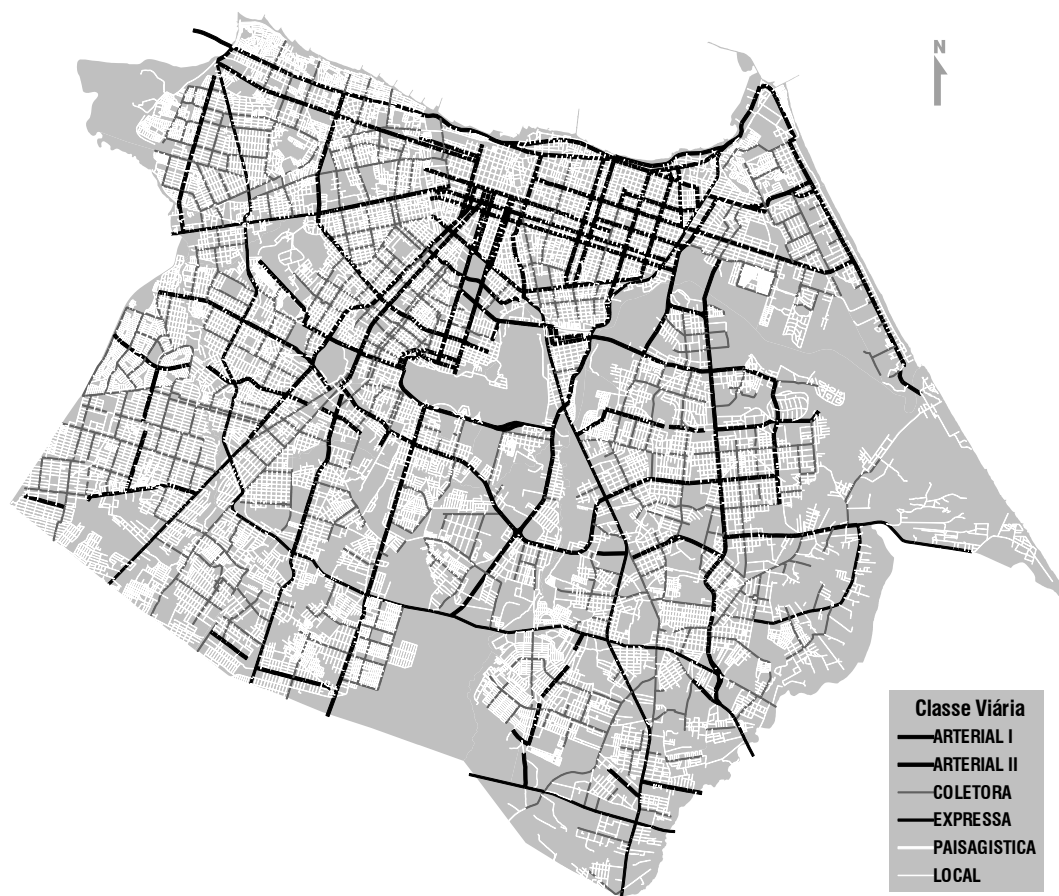 N
Classe Viária
ARTERIAL I
ARTERIAL II
COLETORA
EXPRESSA
PAISAGISTICA
LOCAL